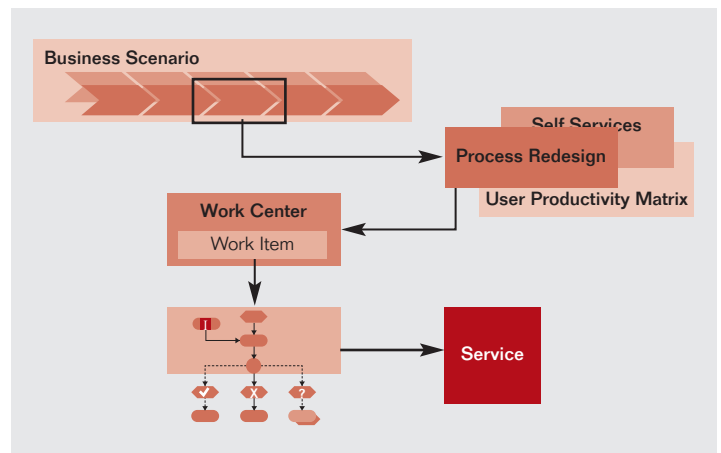 Business Scenario
Self Services
Process Redesign
User Productivity Matrix
Work Center
Work Item
?
Service